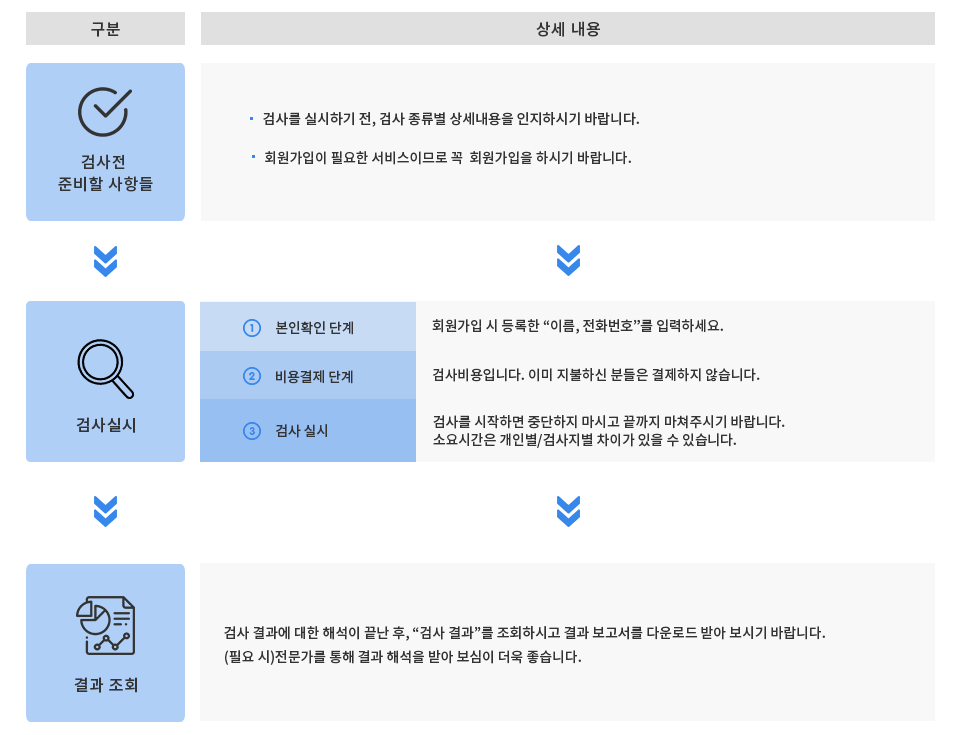 구분
상세 내용
검사전
준비할 사항들
검사를 실시하기 전, 검사 종류별 상세내용을 인지하시기 바랍니다.
회원가입이 필요한 서비스이므로 꼭 회원가입을 하시기 바랍니다.
검사실시
1 본인확인 단계
회원가입 시 등록한 “이름, 전화번호”를 입력하세요.
2 비용결제 단계
검사비용입니다. 이미 지불하신 분들은 결제하지 않습니다.
3 검사 실시
검사를 시작하면 중단하지 마시고 끝까지 마쳐주시기 바랍니다.
소요시간은 개인별/검사지별 차이가 있을 수 있습니다.
결과 조회
검사 결과에 대한 해석이 끝난 후, “검사 결과”를 조회하시고 결과 보고서를 다운로드 받아 보시기 바랍니다.
(필요 시)전문가를 통해 결과 해석을 받아 보심이 더욱 좋습니다.